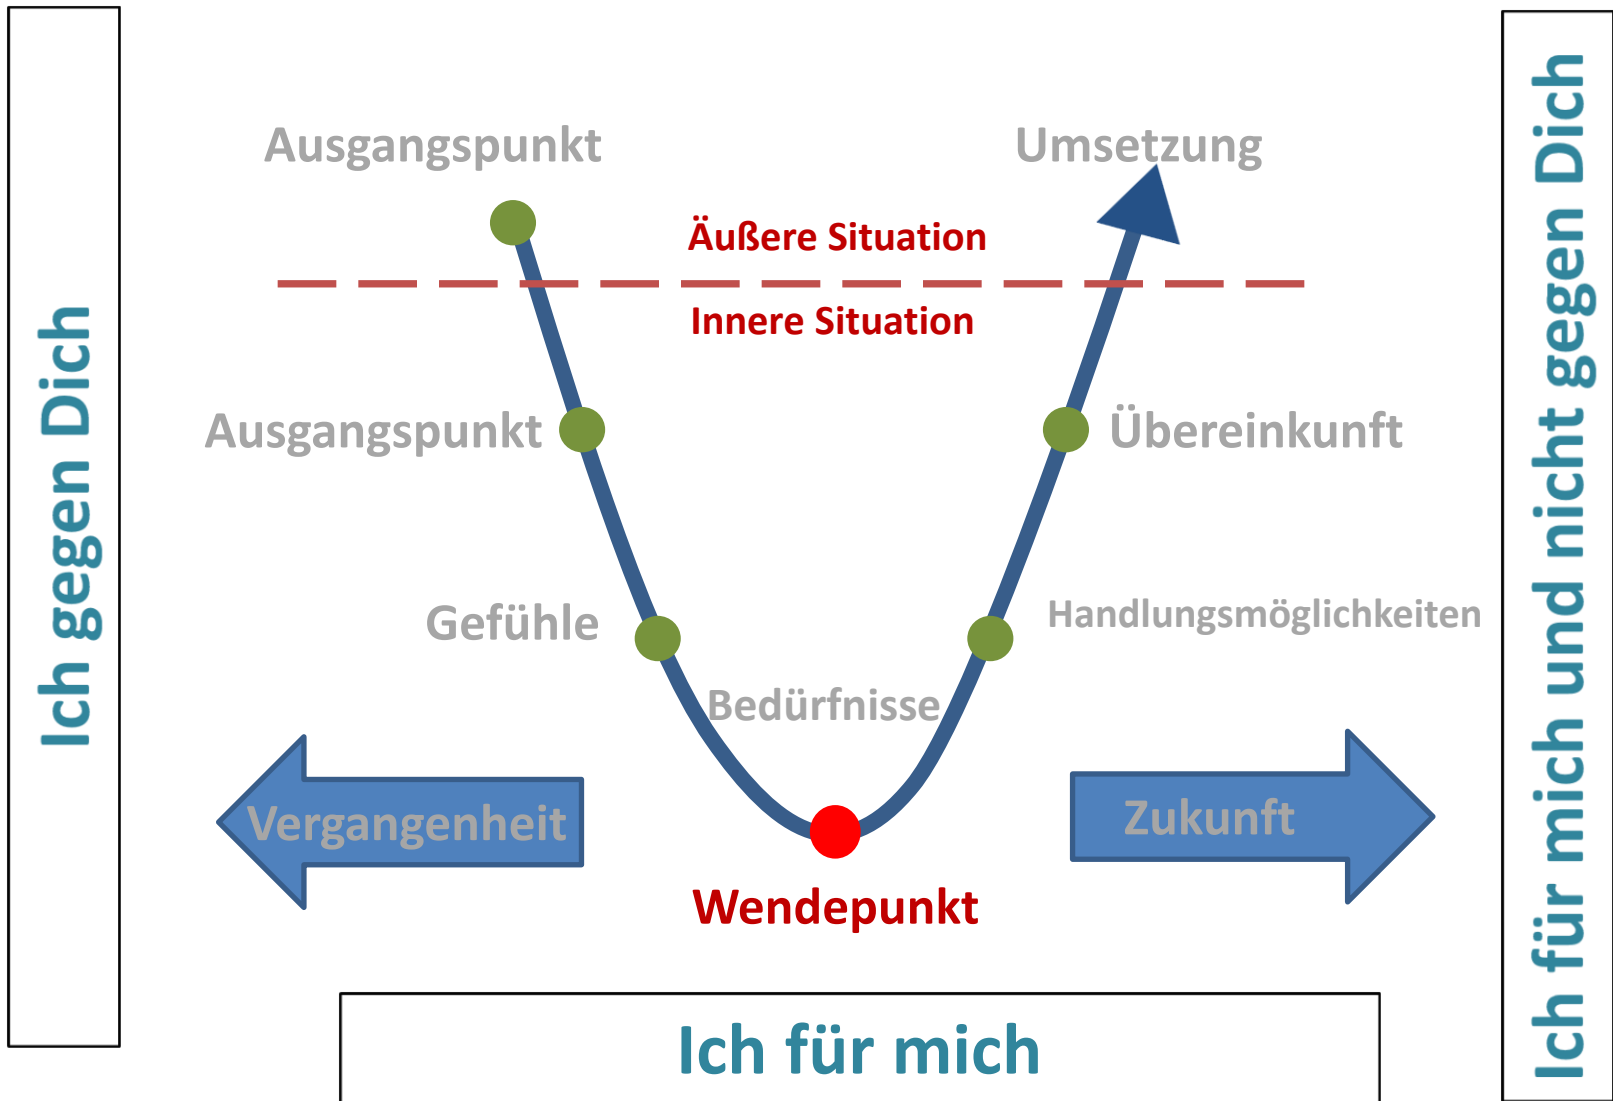 Ich gegen Dich
Ausgangspunkt
Umsetzung
Äußere Situation
Innere Situation
Ausgangspunkt
Übereinkunft
Gefühle
Handlungsmöglichkeiten
Bedürfnisse
Vergangenheit
Zukunft
Wendepunkt
Ich für mich
Ich für mich und nicht gegen Dich